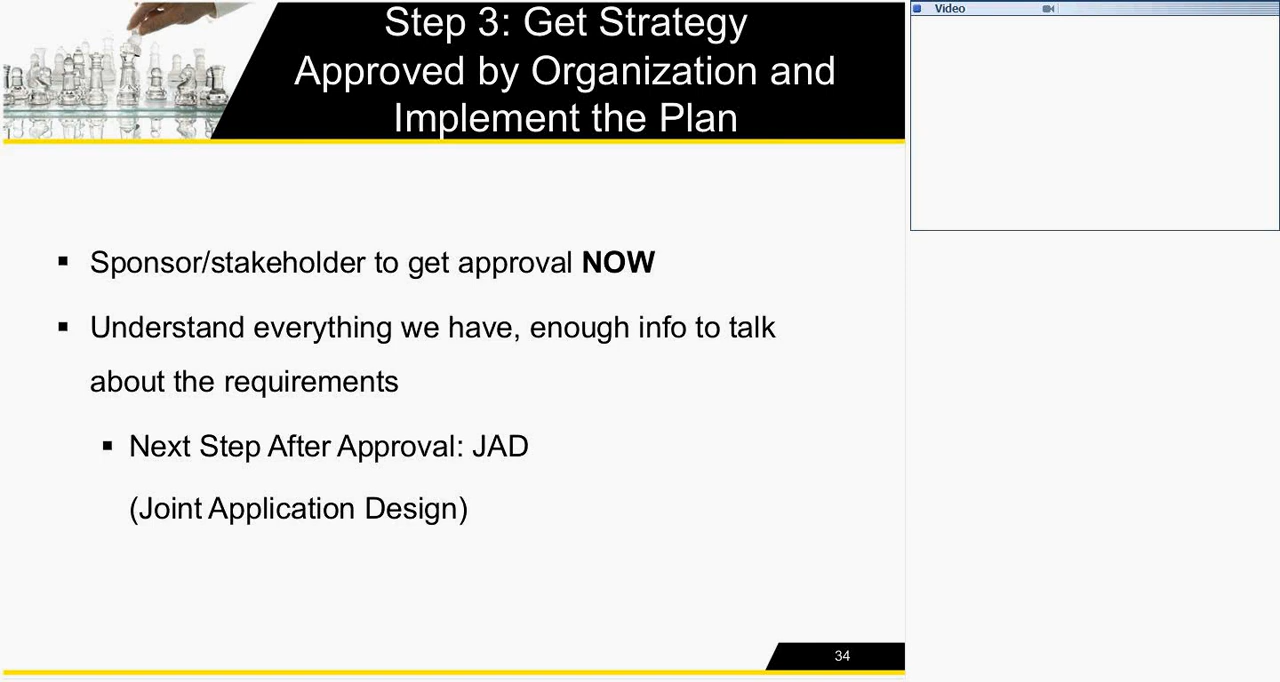 Step 3: Get Strategy
Approved by Organization and
Implement the Plan
Video
▪ Sponsor/stakeholder to get approval NOW
▪ Understand everything we have, enough info to talk
about the requirements
▪ Next Step After Approval: JAD
(Joint Application Design)
34